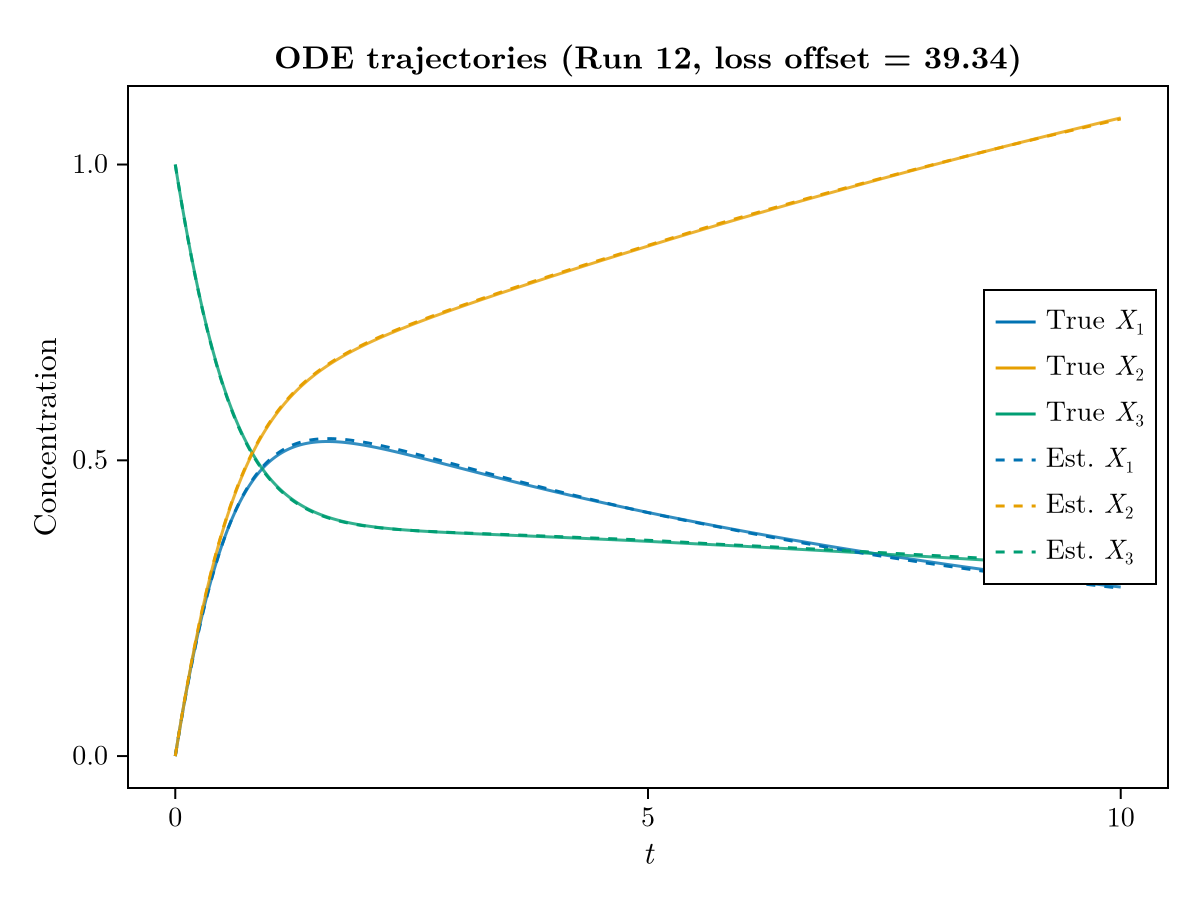 ODE trajectories (Run 12, loss offset = 39.34)
Concentration
1.0
0.5
0.0
0
5
10
t
True X₁
True X₂
True X₃
Est. X₁
Est. X₂
Est. X₃